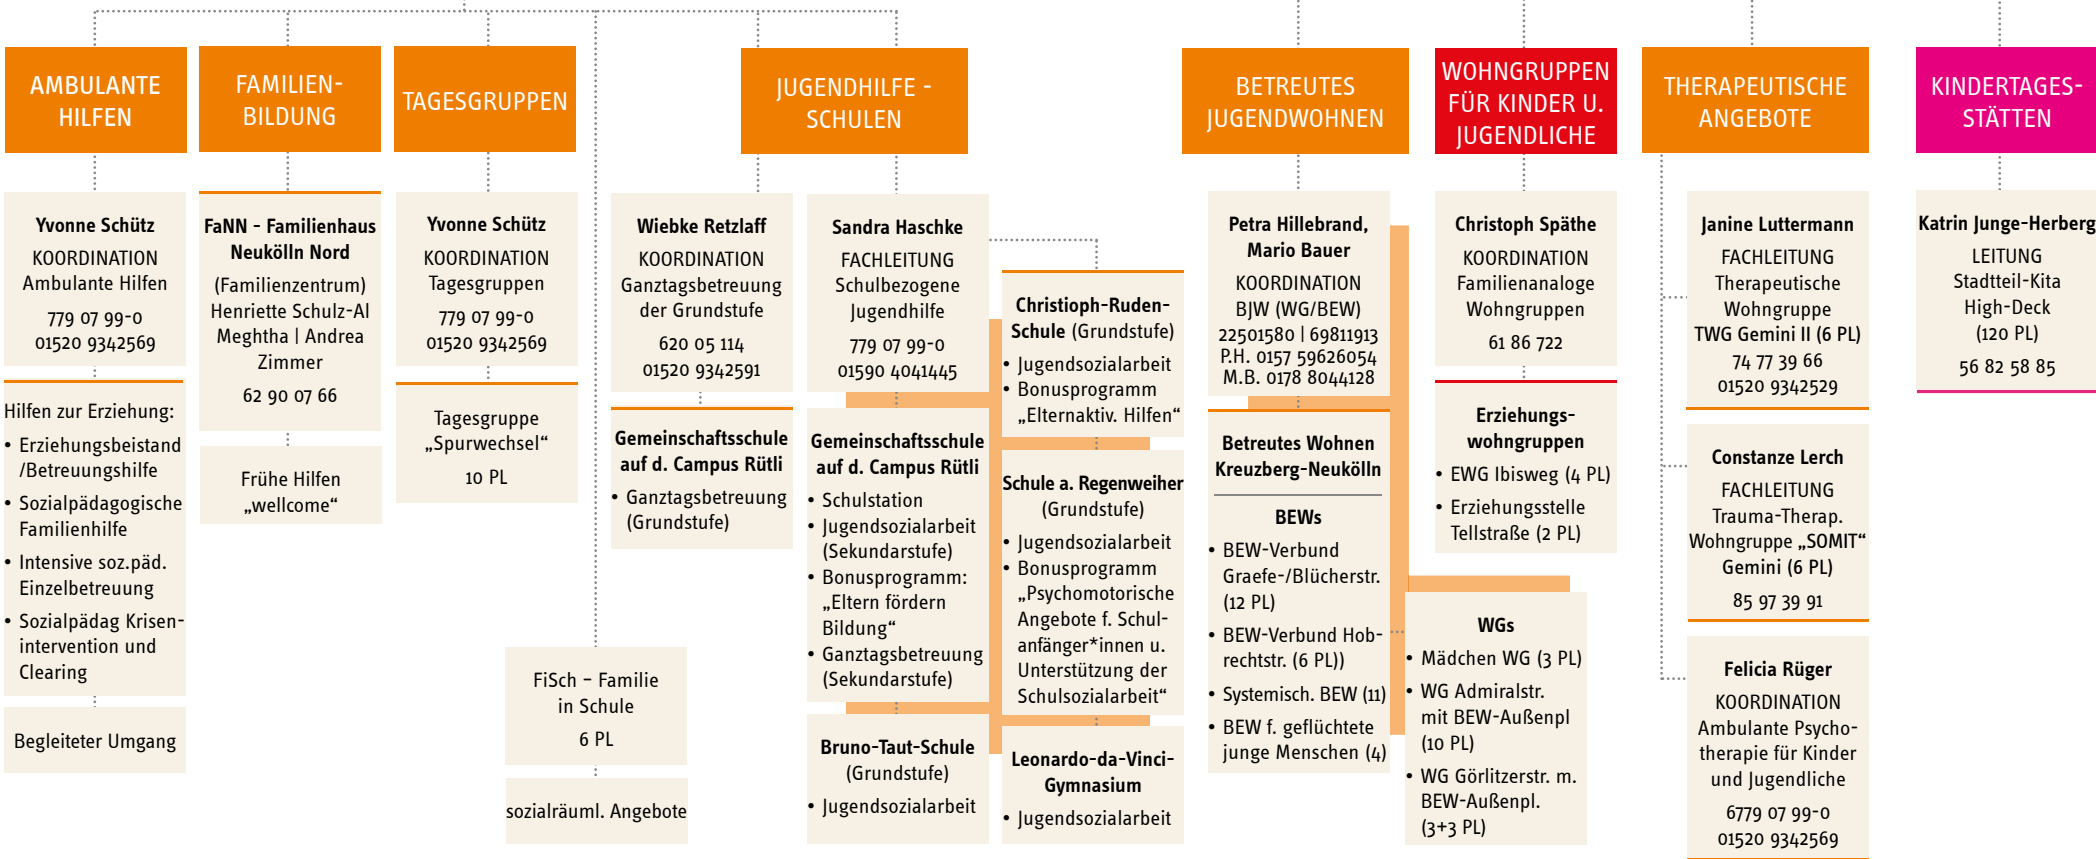 AMBULANTE
HILFEN
Yvonne Schütz
KOORDINATION
Ambulante Hilfen
779 07 99-0
01520 9342569
Hilfen zur Erziehung:
• Erziehungsbeistand
/Betreuungshilfe
• Sozialpädagogische
Familienhilfe
• Intensive soz.päd.
Einzelbetreuung
• Sozialpädag Krisen-
intervention und
Clearing
Begleiteter Umgang
FAMILIEN-
BILDUNG
FaNN - Familienhaus
Neukölln Nord
(Familienzentrum)
Henriette Schulz-Al
Meghtha | Andrea
Zimmer
62 90 07 66
Frühe Hilfen
„wellcome“
TAGESGRUPPEN
Yvonne Schütz
KOORDINATION
Tagesgruppen
779 07 99-0
01520 9342569
Tagesgruppe
„Spurwechsel“
10 PL
FiSch – Familie
in Schule
6 PL
sozialräuml. Angebote
JUGENDHILFE -
SCHULEN
Wiebke Retzlaff
KOORDINATION
Ganztagsbetreuung
der Grundstufe
620 05 114
01520 9342591
Gemeinschaftsschule
auf d. Campus Rütli
• Ganztagsbetreuung
(Grundstufe)
Sandra Haschke
FACHLEITUNG
Schulbezogene
Jugendhilfe
779 07 99-0
01590 4041445
Gemeinschaftsschule
auf d. Campus Rütli
• Schulstation
• Jugendsozialarbeit
(Sekundarstufe)
• Bonusprogramm:
„Eltern fördern
Bildung“
• Ganztagsbetreuung
(Sekundarstufe)
Bruno-Taut-Schule
(Grundstufe)
• Jugendsozialarbeit
Christioph-Ruden-
Schule (Grundstufe)
• Jugendsozialarbeit
• Bonusprogramm
„Elternaktiv. Hilfen“
Schule a. Regenweiher
(Grundstufe)
• Jugendsozialarbeit
• Bonusprogramm
„Psychomotorische
Angebote f. Schul-
anfänger*innen u.
Unterstützung der
Schulsozialarbeit“
Leonardo-da-Vinci-
Gymnasium
• Jugendsozialarbeit
BETREUTES
JUGENDWOHNEN
Petra Hillebrand,
Mario Bauer
KOORDINATION
BJW (WG/BEW)
22501580 | 69811913
P.H. 0157 59626054
M.B. 0178 8044128
Betreutes Wohnen
Kreuzberg-Neukölln
BEWs
• BEW-Verbund
Graefe-/Blücherstr.
(12 PL)
• BEW-Verbund Hob-
rechtstr. (6 PL))
• Systemisch. BEW (11)
• BEW f. geflüchtete
junge Menschen (4)
WGs
• Mädchen WG (3 PL)
• WG Admiralstr.
mit BEW-Außenpl
(10 PL)
• WG Görlitzerstr. m.
BEW-Außenpl.
(3+3 PL)
WOHNGRUPPEN
FÜR KINDER U.
JUGENDLICHE
Christoph Späthe
KOORDINATION
Familienanaloge
Wohngruppen
61 86 722
Erziehungs-
wohngruppen
• EWG Ibisweg (4 PL)
• Erziehungsstelle
Tellstraße (2 PL)
THERAPEUTISCHE
ANGEBOTE
Janine Luttermann
FACHLEITUNG
Therapeutische
Wohngruppe
TWG Gemini II (6 PL)
74 77 39 66
01520 9342529
Constanze Lerch
FACHLEITUNG
Trauma-Therap.
Wohngruppe „SOMIT“
Gemini (6 PL)
85 97 39 91
Felicia Rüger
KOORDINATION
Ambulante Psycho-
therapie für Kinder
und Jugendliche
6779 07 99-0
01520 9342569
KINDERTAGES-
STÄTTEN
Katrin Junge-Herberg
LEITUNG
Stadtteil-Kita
High-Deck
(120 PL)
56 82 58 85